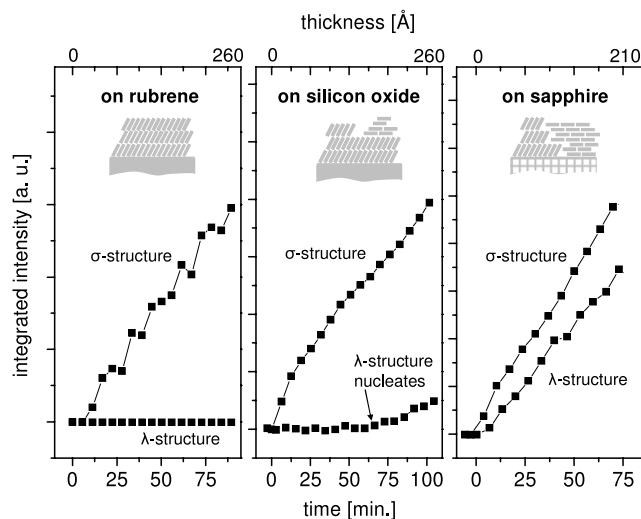 thickness [Å]
0 260 0 260 0 210
on rubrene on silicon oxide on sapphire
integrated intensity [a. u.]
σ-structure
λ-structure
σ-structure
λ-structure
nucleates
σ-structure
λ-structure
0 25 50 75 0 25 50 75 100 0 25 50 75
time [min.]